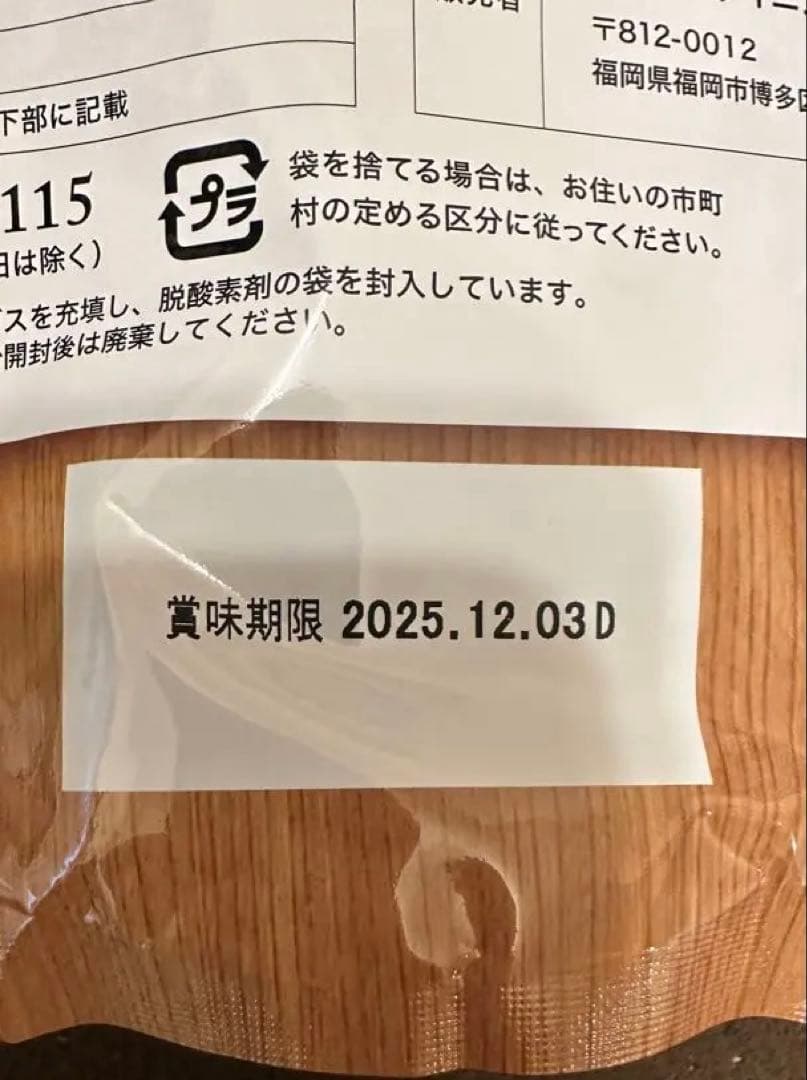 〒812-0012
福岡県福岡市博多区
下部に記載
115
日は除く）
プラ
袋を捨てる場合は、お住いの市町
村の定める区分に従ってください。
スを充填し、脱酸素剤の袋を封入しています。
開封後は廃棄してください。
賞味期限 2025.12.03D